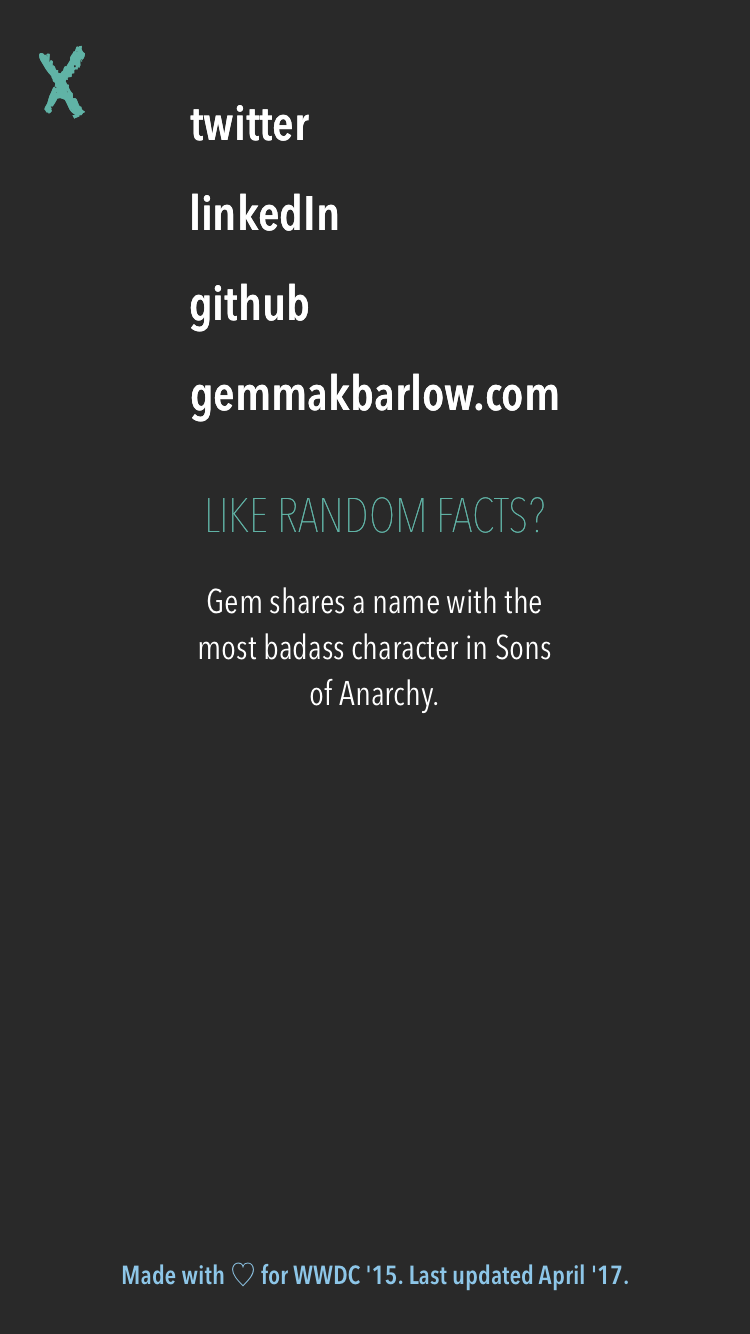 X
twitter
linkedIn
github
gemmakbarlow.com
LIKE RANDOM FACTS?
Gem shares a name with the
most badass character in Sons
of Anarchy.
Made with ♡ for WWDC '15. Last updated April '17.